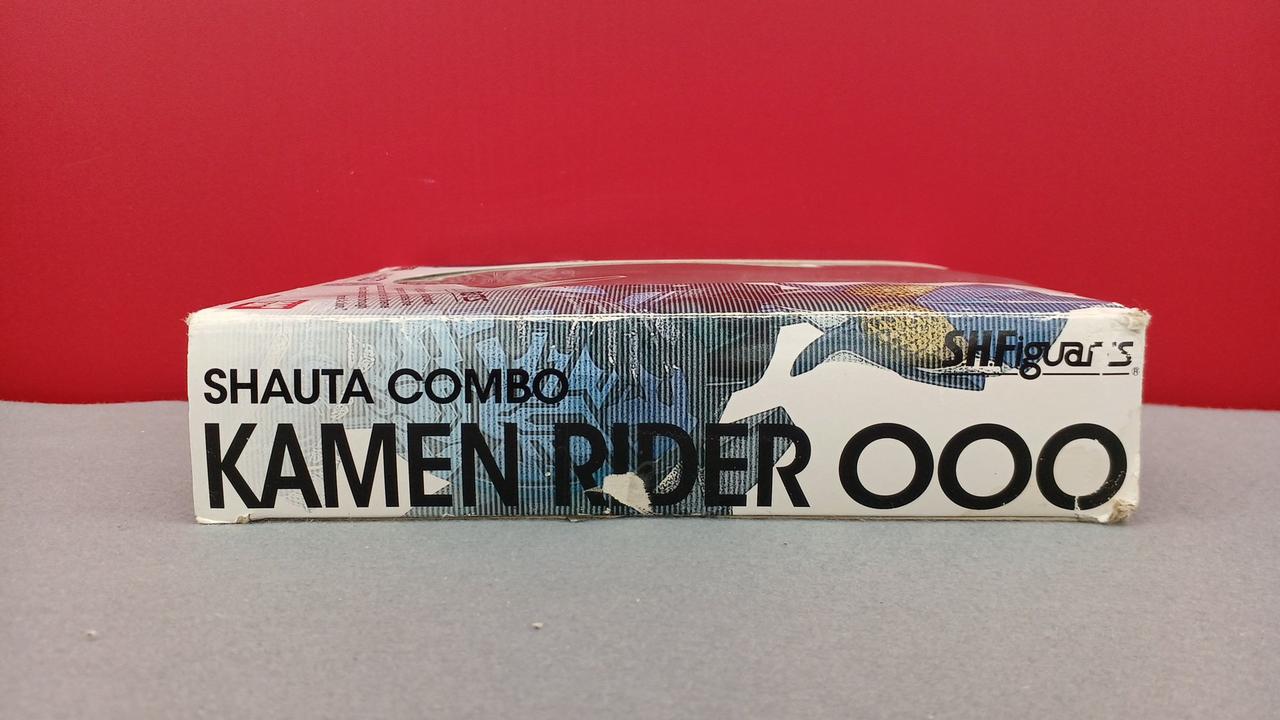 S.H.Figuarts
SHAUTA COMBO
KAMEN RIDER OOO